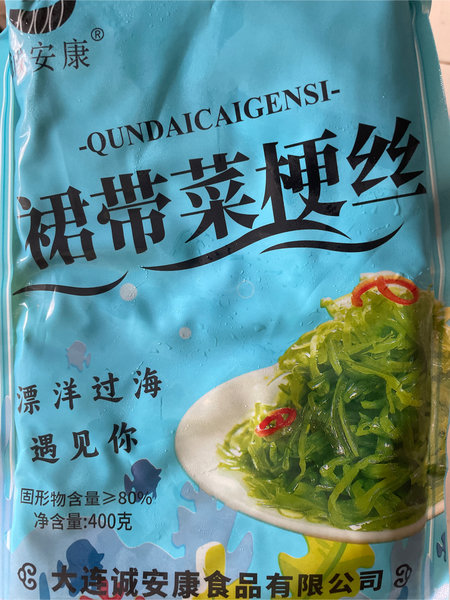 安康®
-QUNDAICAIGENSI-
裙带菜梗丝
漂洋过海
遇见你
固形物含量≥80%
净含量:400克
大连诚安康食品有限公司